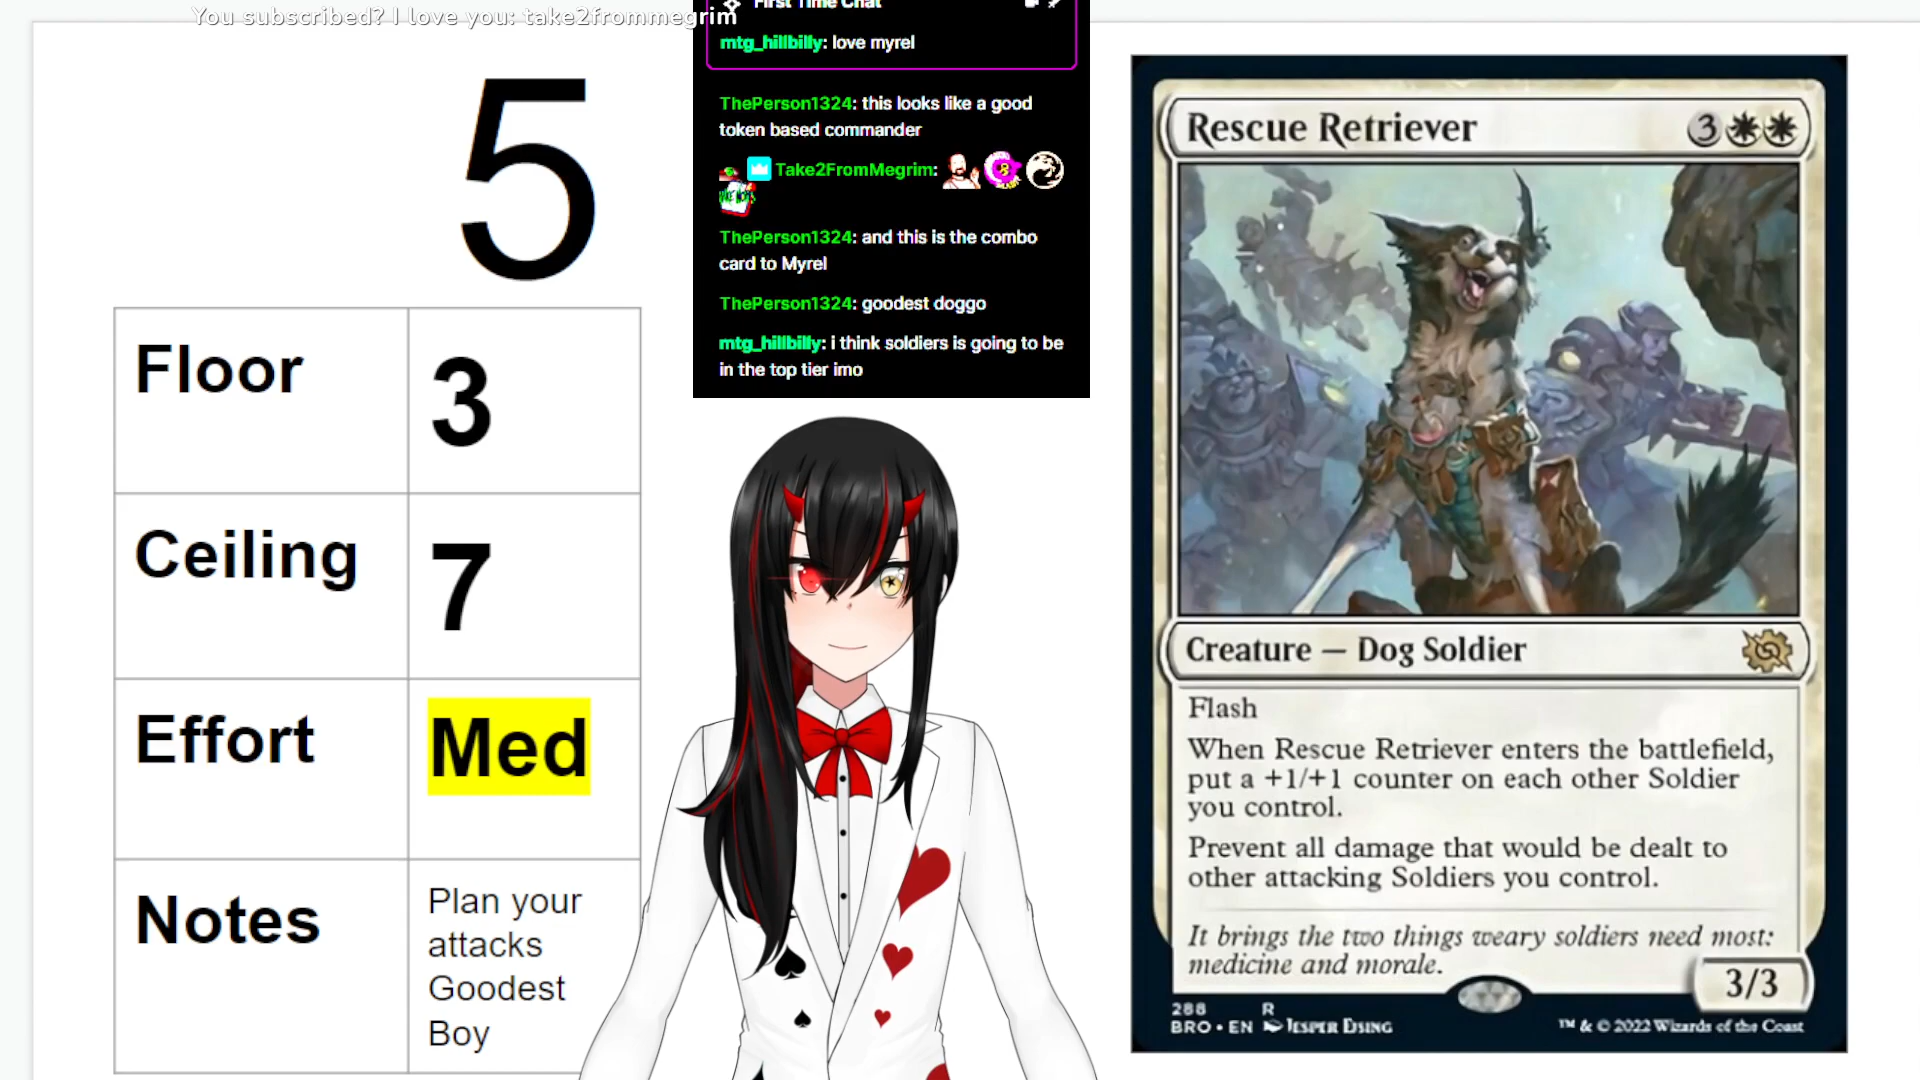 You subscribed? I love you: take2frommegrim
5
Floor 3
Ceiling 7
Effort Med
Notes
Plan your
attacks
Goodest
Boy
First Time Chat
mtg_hillbilly: love myrel
ThePerson1324: this looks like a good
token based commander
Take2FromMegrim:
ThePerson1324: and this is the combo
card to Myrel
ThePerson1324: goodest doggo
mtg_hillbilly: i think soldiers is going to be
in the top tier imo
Rescue Retriever 3
Creature — Dog Soldier
Flash
When Rescue Retriever enters the battlefield,
put a +1/+1 counter on each other Soldier
you control.
Prevent all damage that would be dealt to
other attacking Soldiers you control.
It brings the two things weary soldiers need most:
medicine and morale.
3/3
288 R
BRO • EN Jesper Ejsing
™ & © 2022 Wizards of the Coast